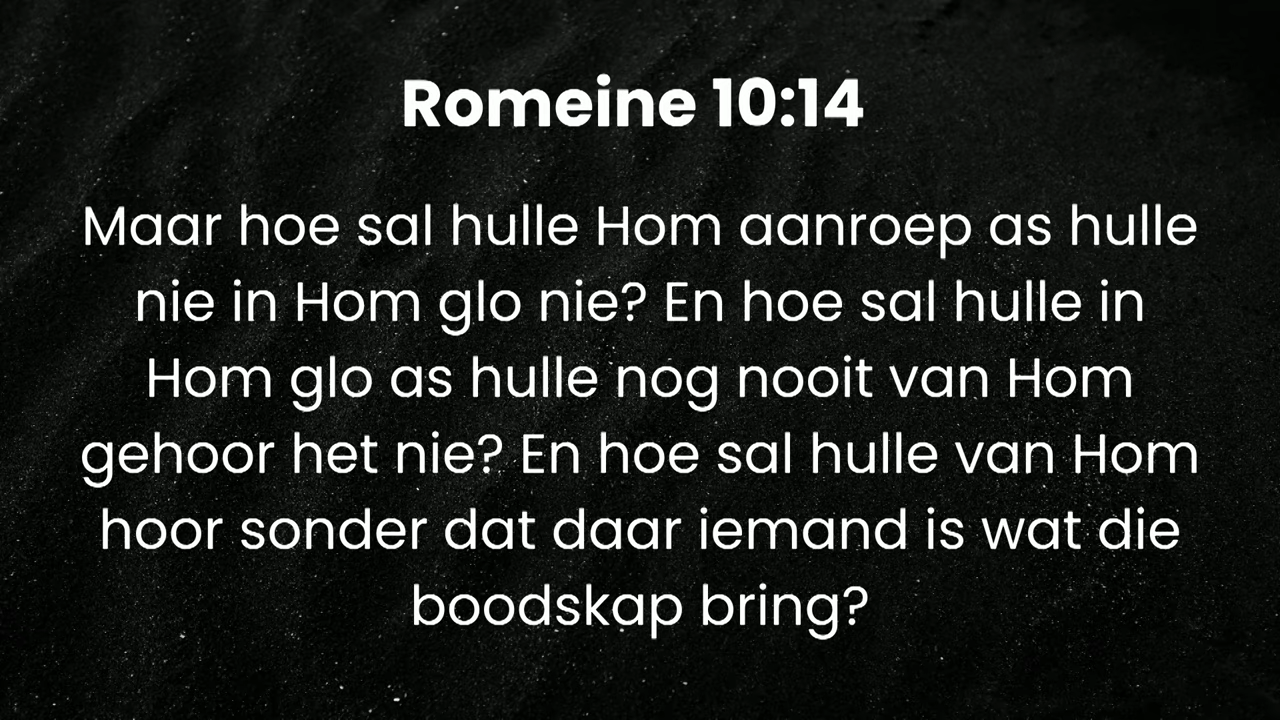 Romeine 10:14
Maar hoe sal hulle Hom aanroep as hulle
nie in Hom glo nie? En hoe sal hulle in
Hom glo as hulle nog nooit van Hom
gehoor het nie? En hoe sal hulle van Hom
hoor sonder dat daar iemand is wat die
boodskap bring?